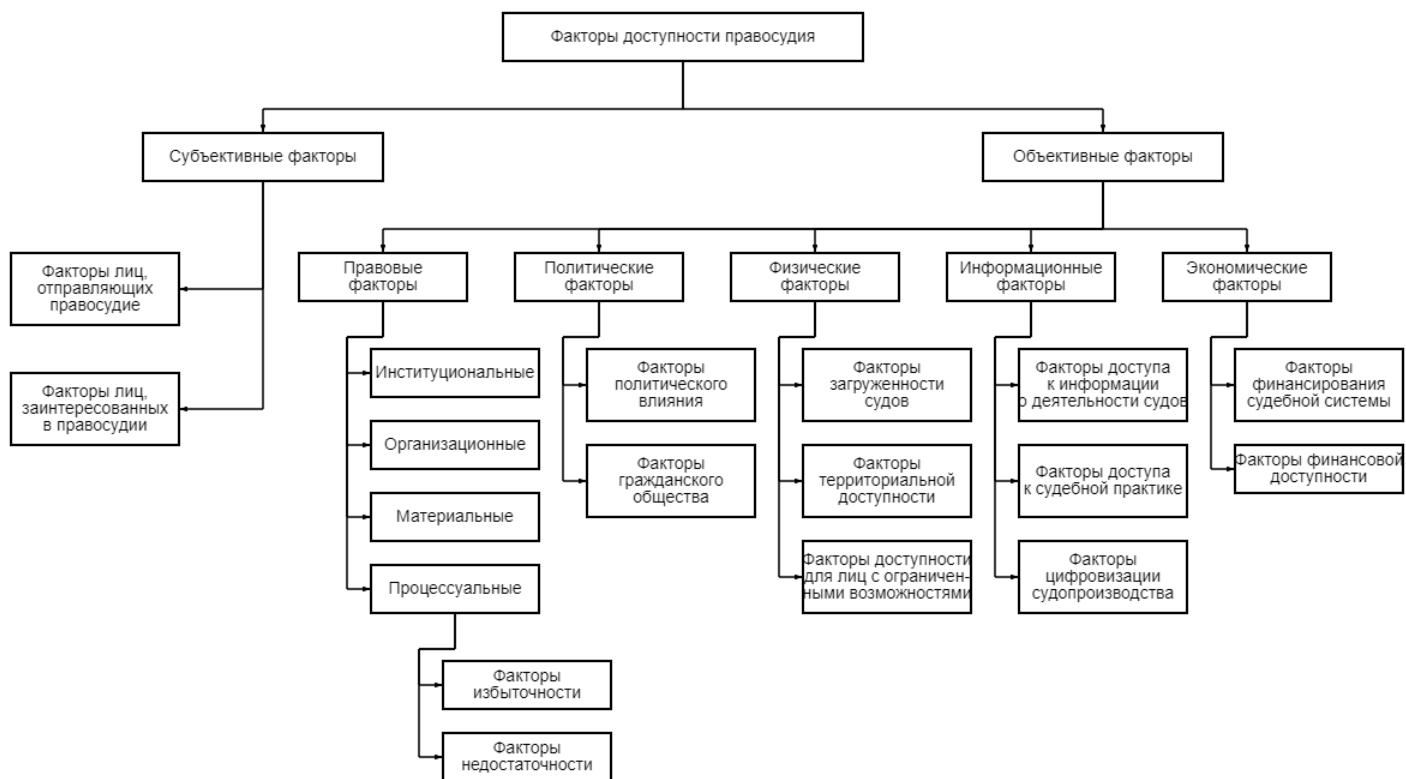 Факторы доступности правосудия
Субъективные факторы
Объективные факторы
Факторы лиц,
отправляющих
правосудие
Факторы лиц,
заинтересованных
в правосудии
Правовые
факторы
Институциональные
Организационные
Материальные
Процессуальные
Факторы
избыточности
Факторы
недостаточности
Политические
факторы
Факторы
политического
влияния
Факторы
гражданского
общества
Физические
факторы
Факторы
загруженности
судов
Факторы
территориальной
доступности
Факторы доступности
для лиц с ограничен-
ными возможностями
Информационные
факторы
Факторы доступа
к информации
о деятельности судов
Факторы доступа
к судебной практике
Факторы
цифровизации
судопроизводства
Экономические
факторы
Факторы
финансирования
судебной системы
Факторы финансовой
доступности